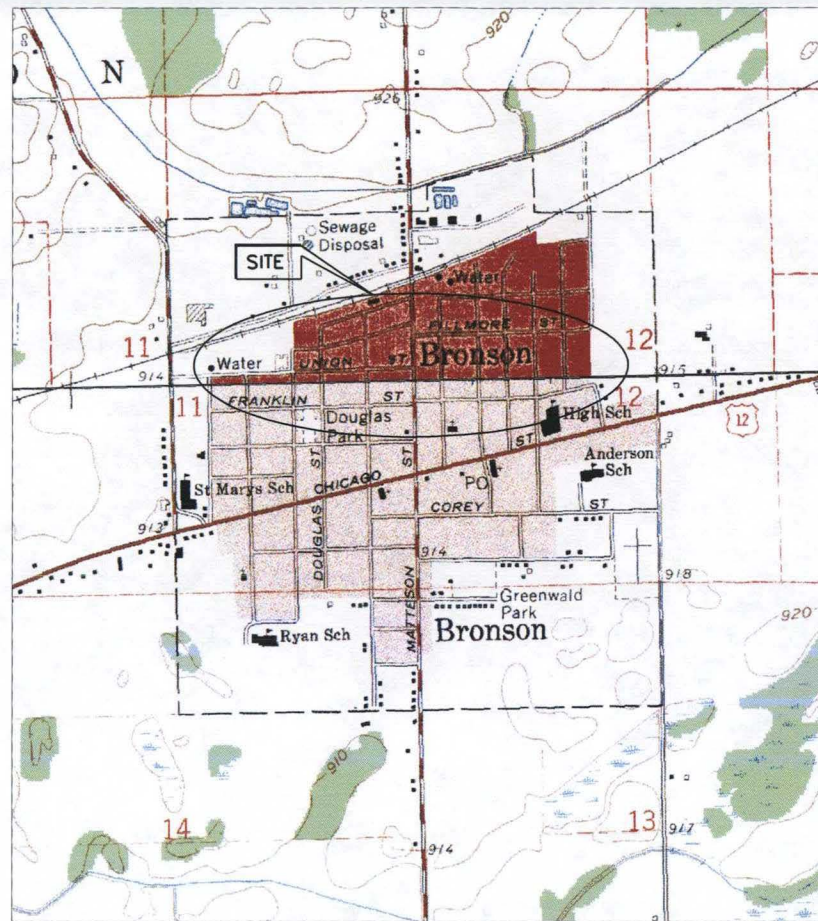 920
N
926
Sewage
Disposal
SITE
Water
FILLMORE ST
11
12
Bronson
Water
UNION ST
914
915
11
12
FRANKLIN ST
Douglas
Park
High Sch
12
ST
Anderson
Sch
St Marys Sch
CHICAGO
PO
DOUGLAS ST
ST
COREY ST
913
914
918
Greenwald
Park
MATTESON
920
Ryan Sch
Bronson
910
14
13
917
914